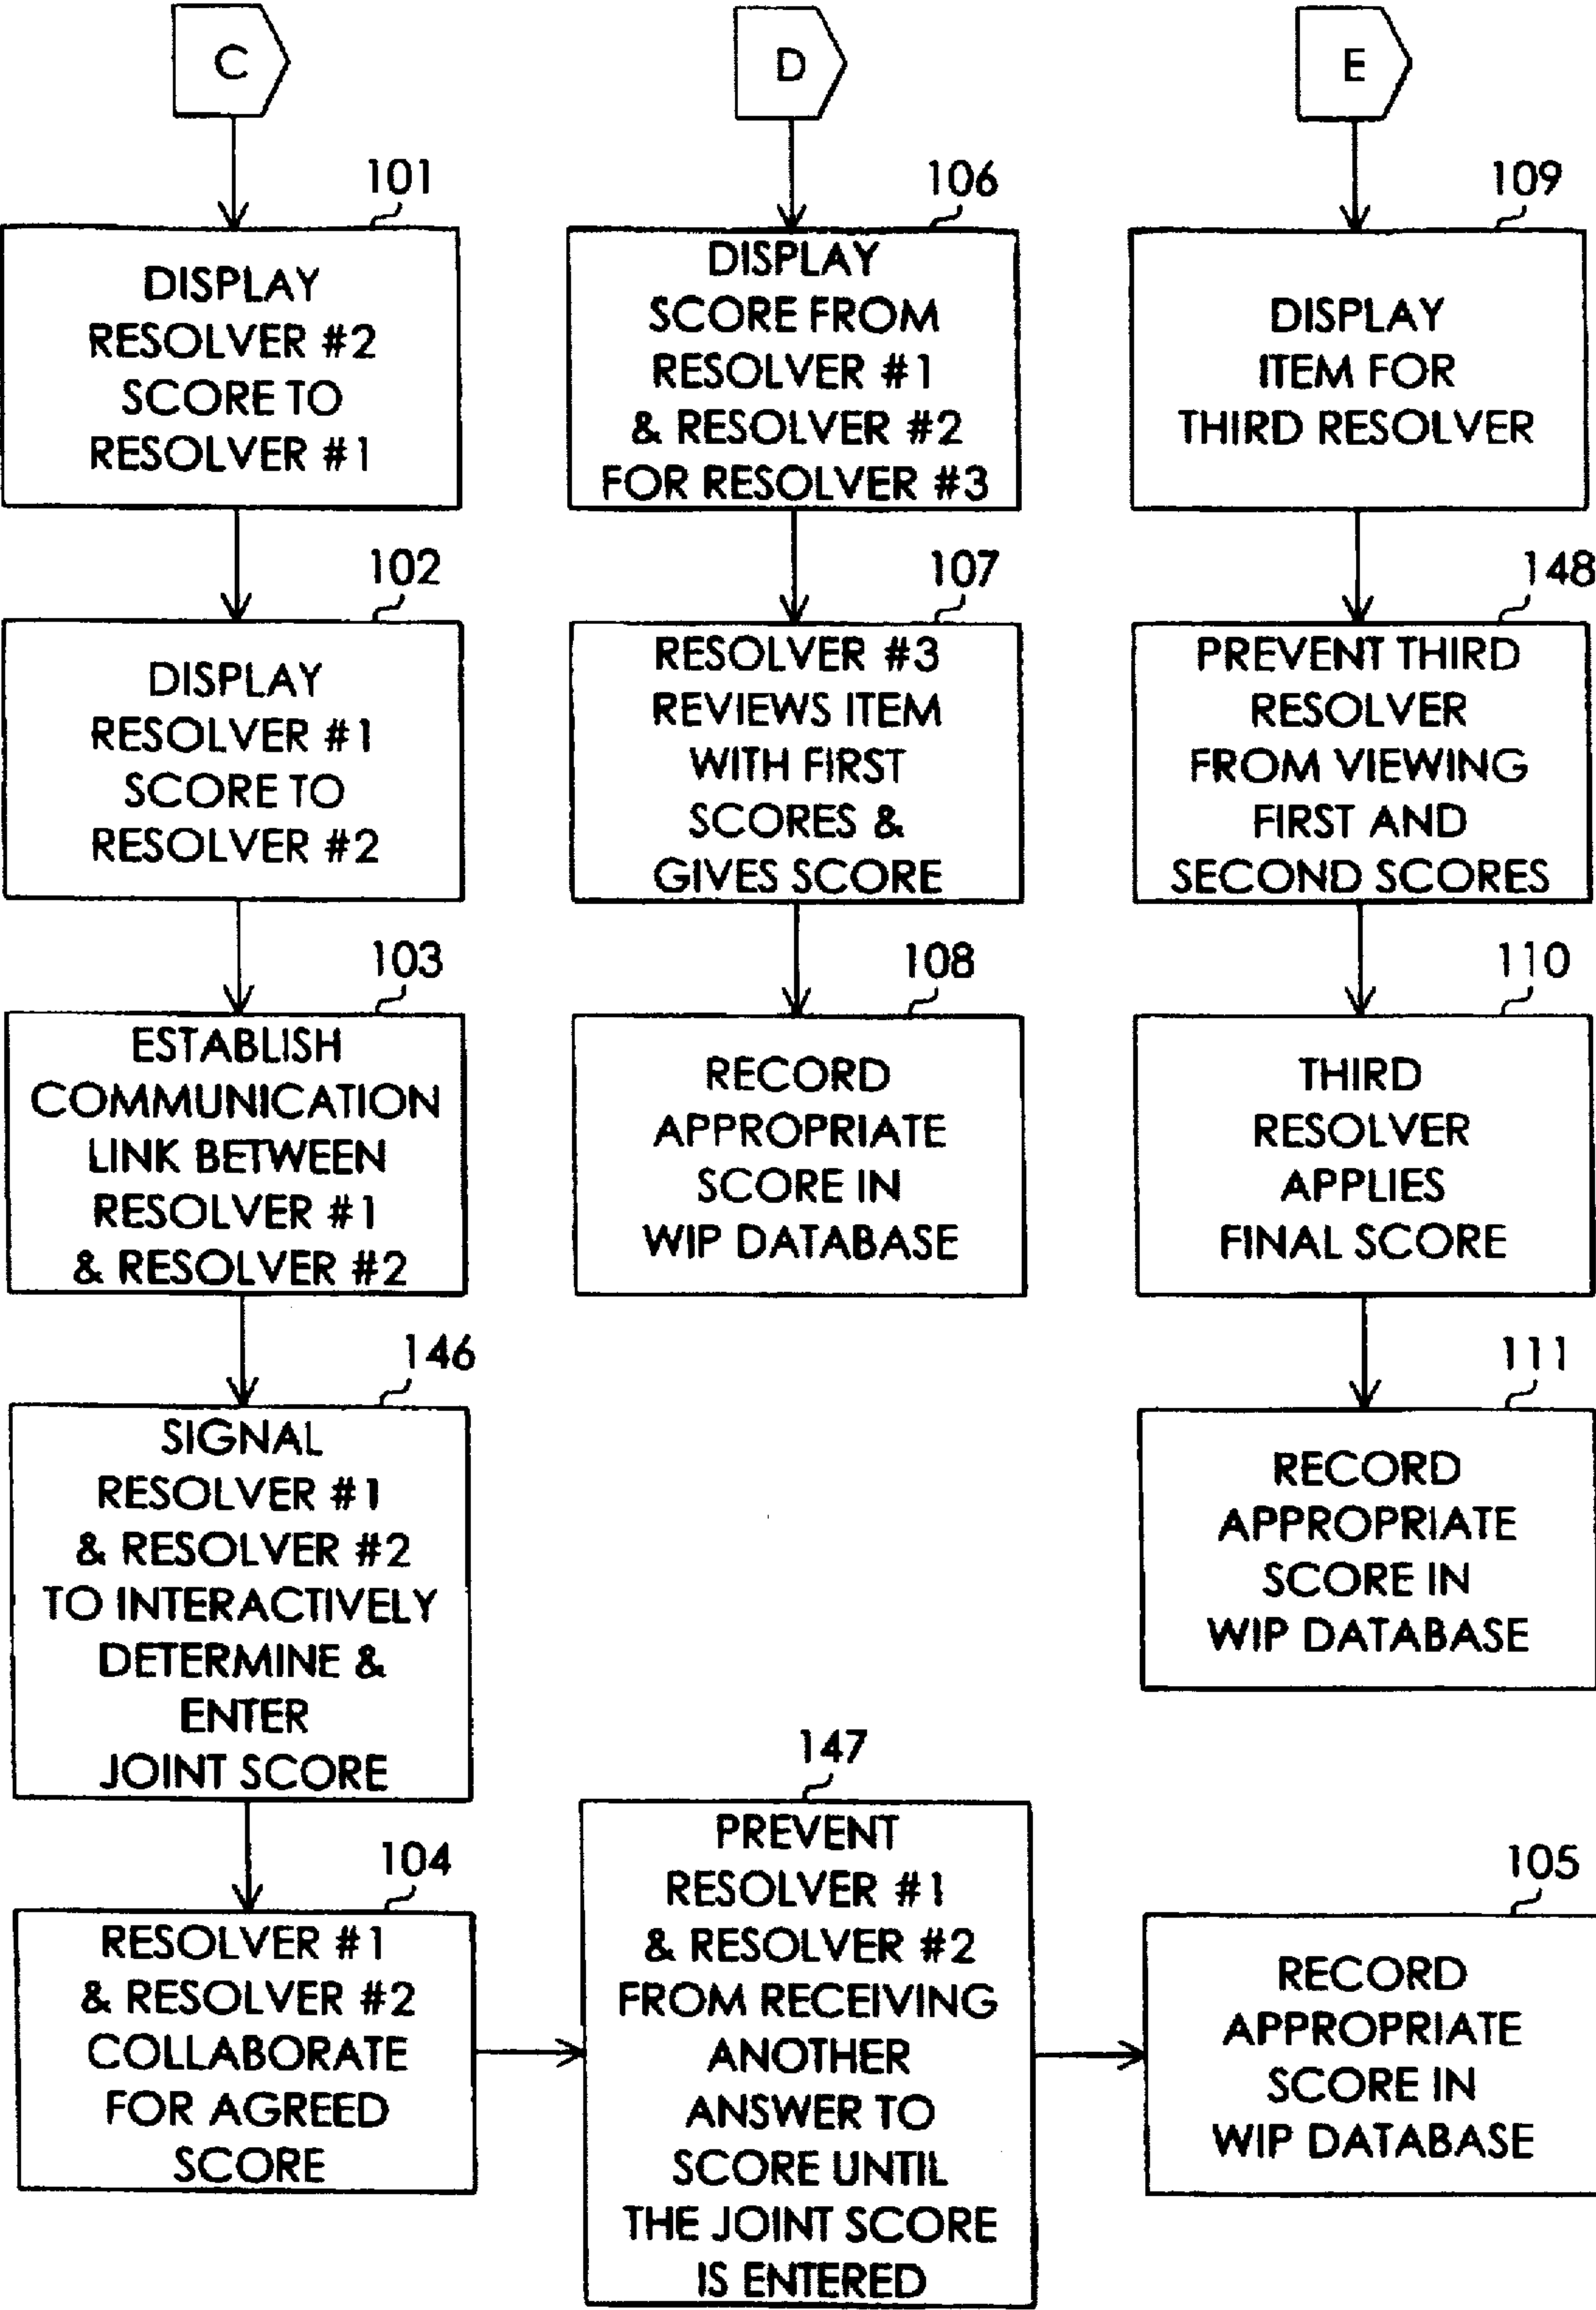 C
101
DISPLAY
RESOLVER #2
SCORE TO
RESOLVER #1
102
DISPLAY
RESOLVER #1
SCORE TO
RESOLVER #2
103
ESTABLISH
COMMUNICATION
LINK BETWEEN
RESOLVER #1
& RESOLVER #2
146
SIGNAL
RESOLVER #1
& RESOLVER #2
TO INTERACTIVELY
DETERMINE &
ENTER
JOINT SCORE
104
RESOLVER #1
& RESOLVER #2
COLLABORATE
FOR AGREED
SCORE
147
PREVENT
RESOLVER #1
& RESOLVER #2
FROM RECEIVING
ANOTHER
ANSWER TO
SCORE UNTIL
THE JOINT SCORE
IS ENTERED
105
RECORD
APPROPRIATE
SCORE IN
WIP DATABASE
D
106
DISPLAY
SCORE FROM
RESOLVER #1
& RESOLVER #2
FOR RESOLVER #3
107
RESOLVER #3
REVIEWS ITEM
WITH FIRST
SCORES &
GIVES SCORE
108
RECORD
APPROPRIATE
SCORE IN
WIP DATABASE
E
109
DISPLAY
ITEM FOR
THIRD RESOLVER
148
PREVENT THIRD
RESOLVER
FROM VIEWING
FIRST AND
SECOND SCORES
110
THIRD
RESOLVER
APPLIES
FINAL SCORE
111
RECORD
APPROPRIATE
SCORE IN
WIP DATABASE